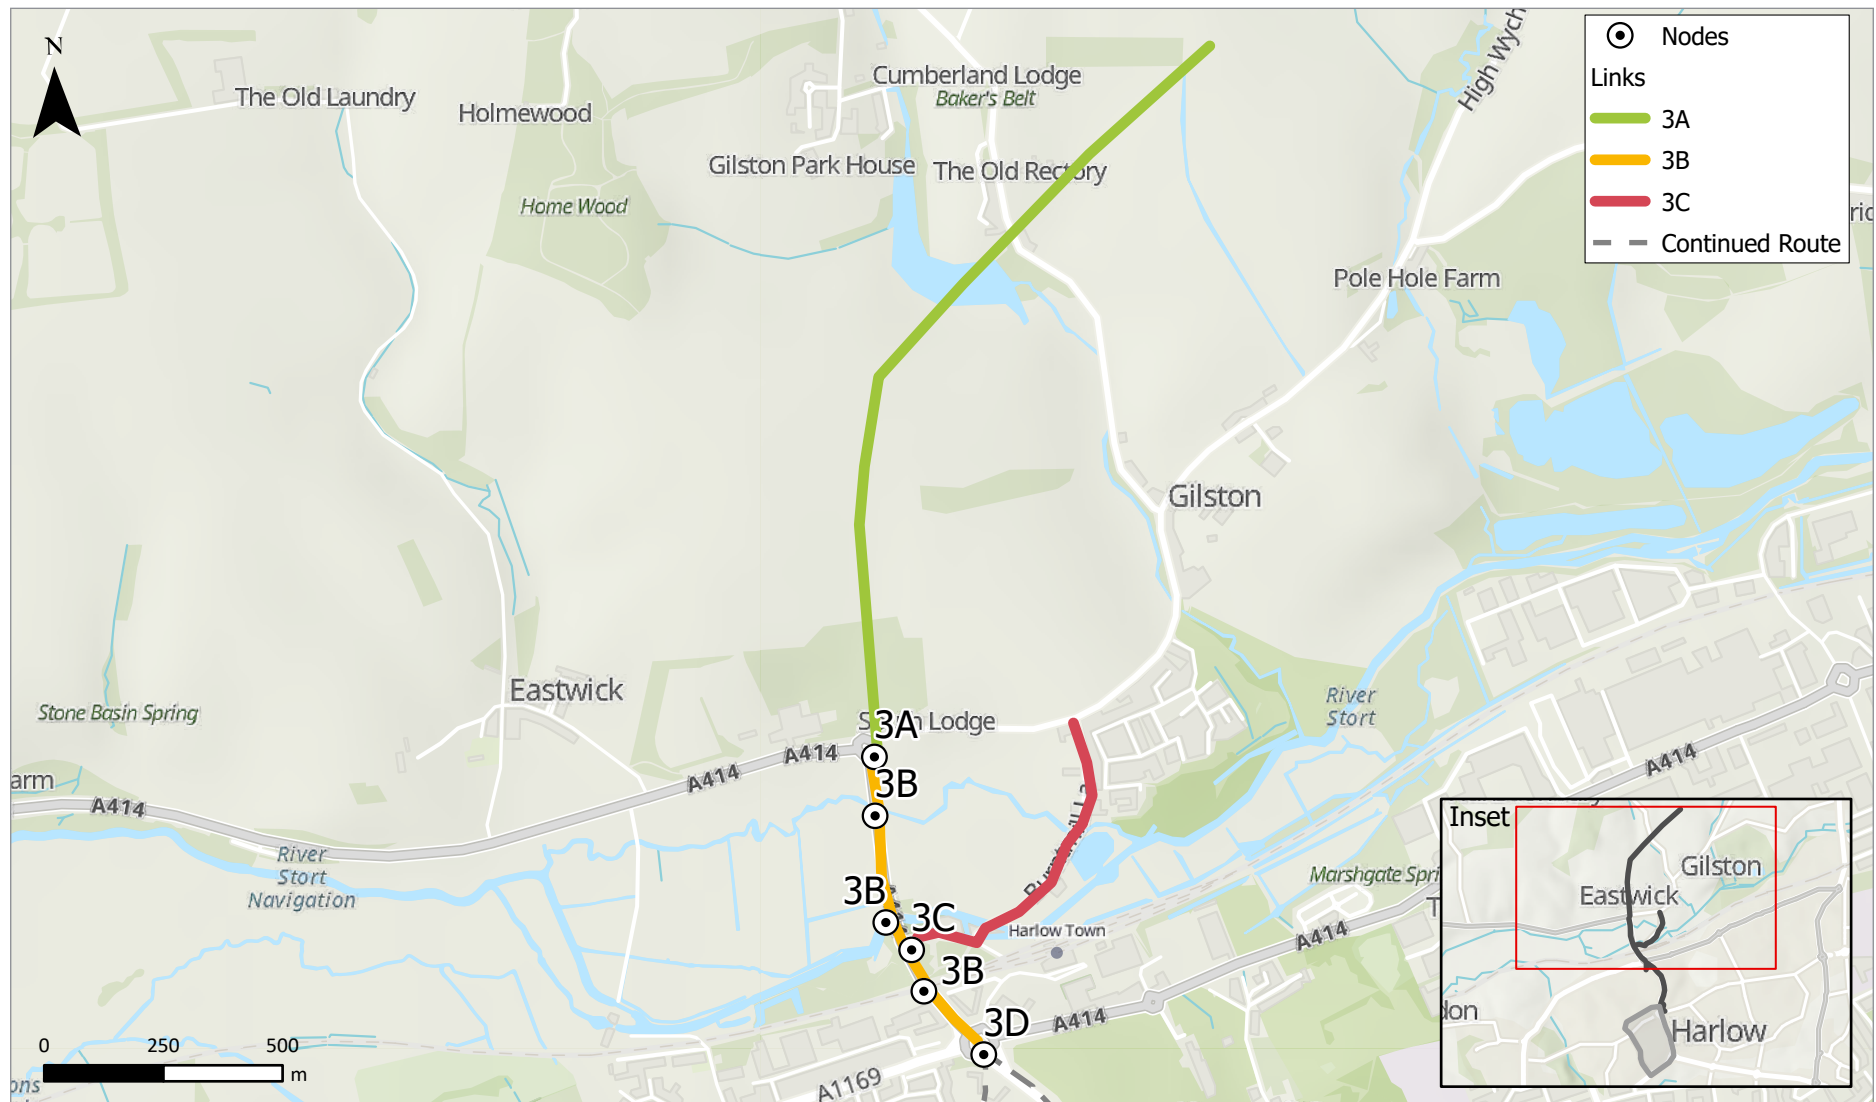 N
The Old Laundry
Holmewood
Cumberland Lodge
Baker's Belt
Gilston Park House
The Old Rectory
Home Wood
High Wych
Nodes
Links
3A
3B
3C
Continued Route
Pole Hole Farm
Gilston
Eastwick
Stone Basin Spring
River
Stort
3A
A414
A414
A414
A414
3B
River
Stort
Navigation
3B
3C
Harlow Town
Marshgate
A414
3B
3D
A414
A1169
0
250
500
m
Inset
Gilston
Eastwick
Harlow